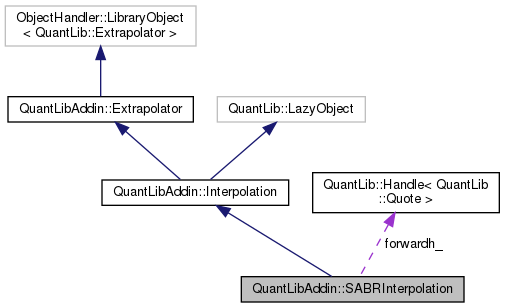 ObjectHandler::LibraryObject
< QuantLib::Extrapolator >
QuantLibAddin::Extrapolator
QuantLib::LazyObject
QuantLibAddin::Interpolation
QuantLib::Handle< QuantLib
::Quote >
forwardh_
QuantLibAddin::SABRInterpolation